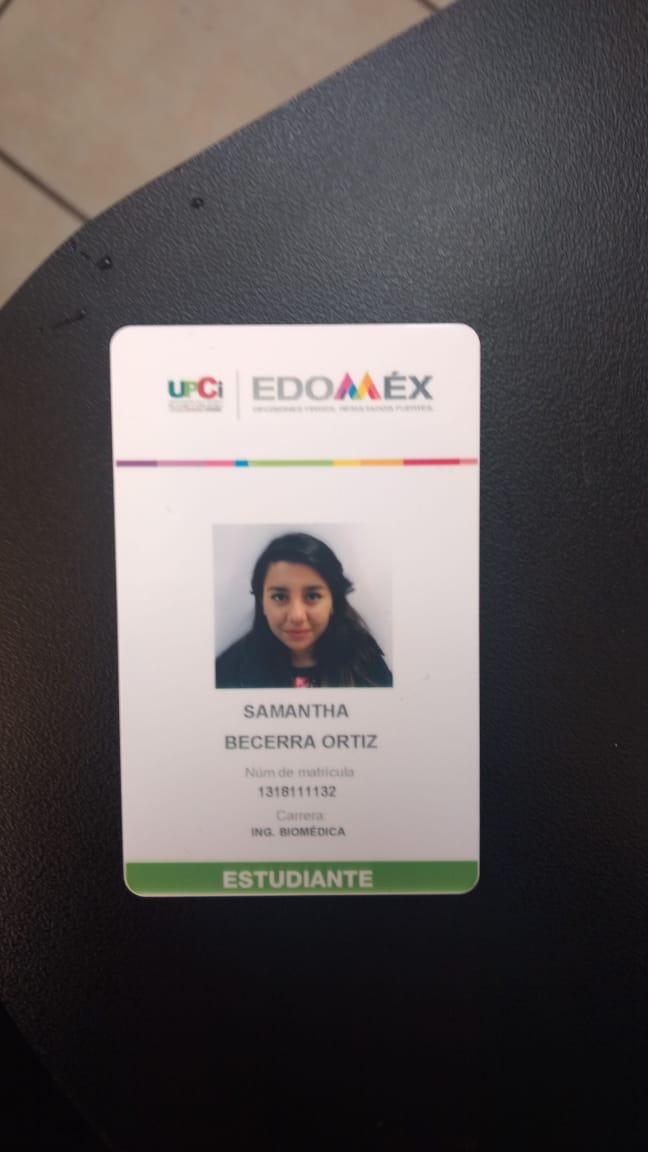 UPCi
EDOMÉX
DECISIONES FIRMES, RESULTADOS FUERTES.
SAMANTHA
BECERRA ORTIZ
Núm de matrícula
1318111132
Carrera:
ING. BIOMÉDICA
ESTUDIANTE